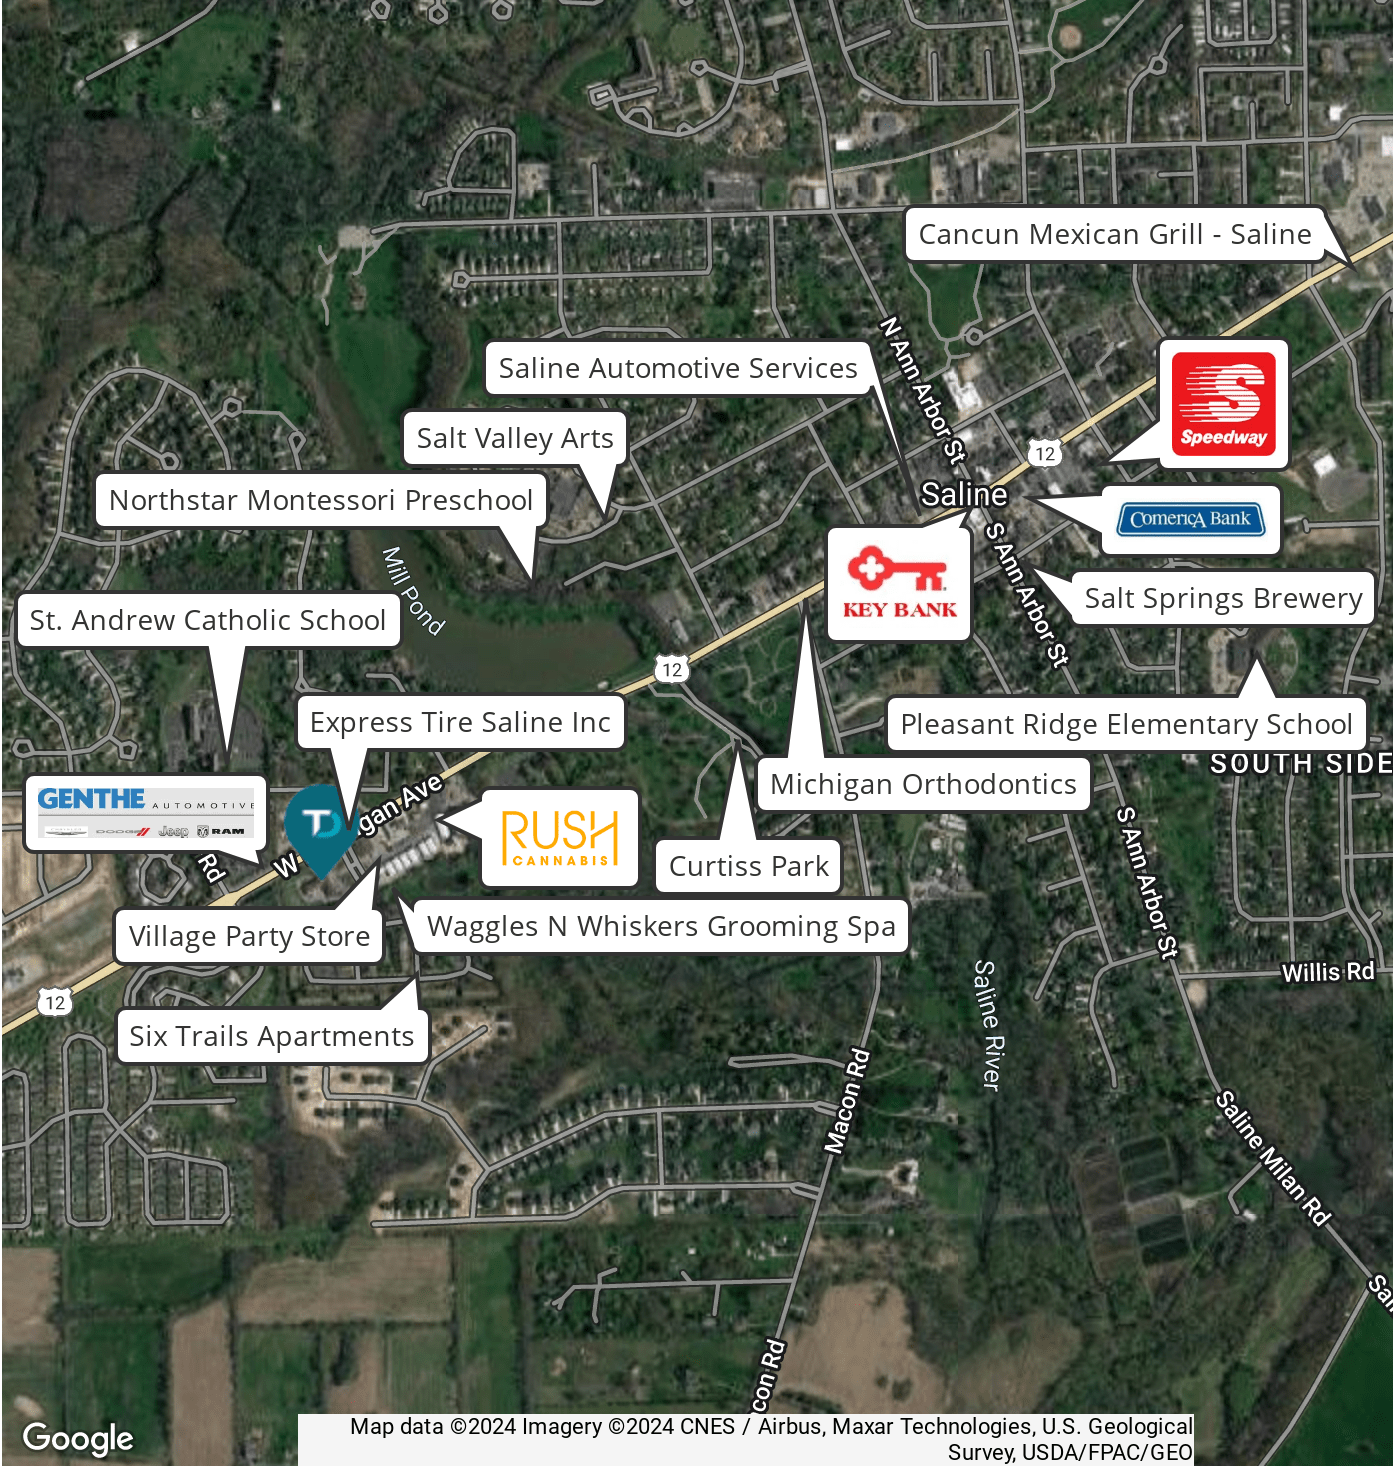 Cancun Mexican Grill - Saline
N Ann Arbor St
Saline Automotive Services
Speedway
Salt Valley Arts
12
Northstar Montessori Preschool
Saline
Comerica Bank
Mill Pond
KEY BANK
S Ann Arbor St
Salt Springs Brewery
St. Andrew Catholic School
12
Express Tire Saline Inc
Pleasant Ridge Elementary School
SOUTH SIDE
Michigan Orthodontics
GENTHE AUTOMOTIVE
DODGE Jeep RAM
TD
igan Ave
W
Rd
RUSH
CANNABIS
Curtiss Park
S Ann Arbor St
Village Party Store
Waggles N Whiskers Grooming Spa
Willis Rd
12
Saline River
Six Trails Apartments
Macon Rd
Saline Milan Rd
Sal
con Rd
Google
Map data ©2024 Imagery ©2024 CNES / Airbus, Maxar Technologies, U.S. Geological
Survey, USDA/FPAC/GEO